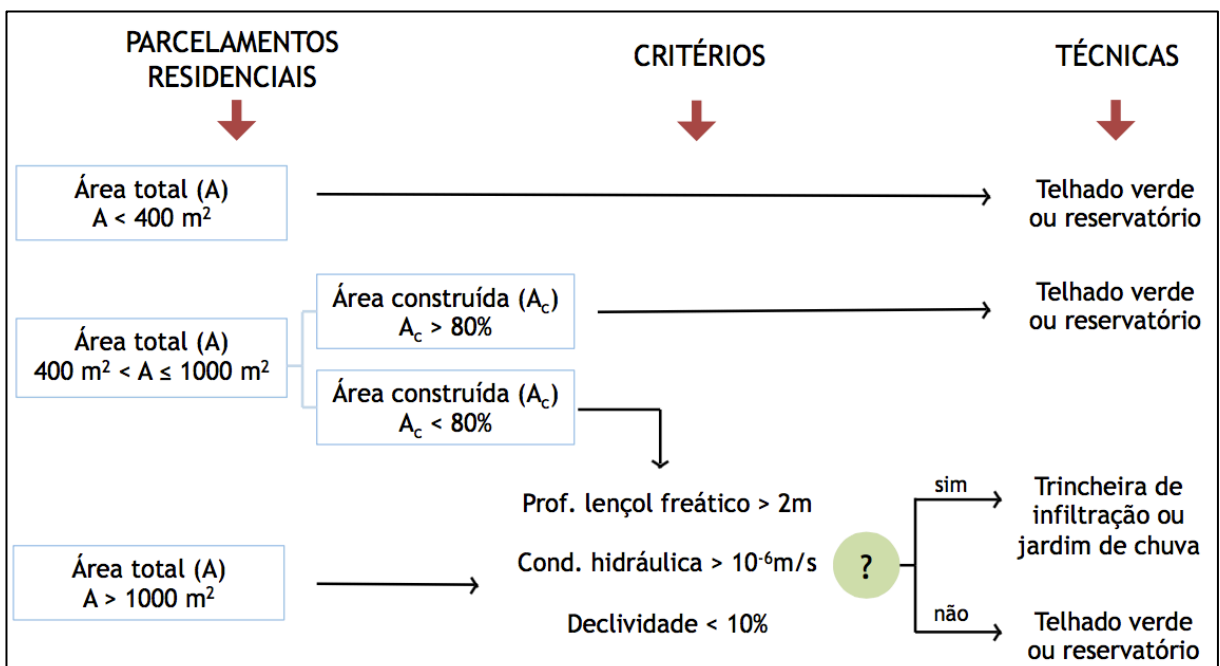 PARCELAMENTOS
RESIDENCIAIS
CRITÉRIOS
TÉCNICAS
Área total (A)
A < 400 m²
Telhado verde
ou reservatório
Área total (A)
400 m² < A ≤ 1000 m²
Área construída (Ac)
Ac > 80%
Telhado verde
ou reservatório
Área construída (Ac)
Ac < 80%
Área total (A)
A > 1000 m²
Prof. lençol freático > 2m
Cond. hidráulica > 10⁻⁶m/s
Declividade < 10%
?
sim
Trincheira de
infiltração ou
jardim de chuva
não
Telhado verde
ou reservatório